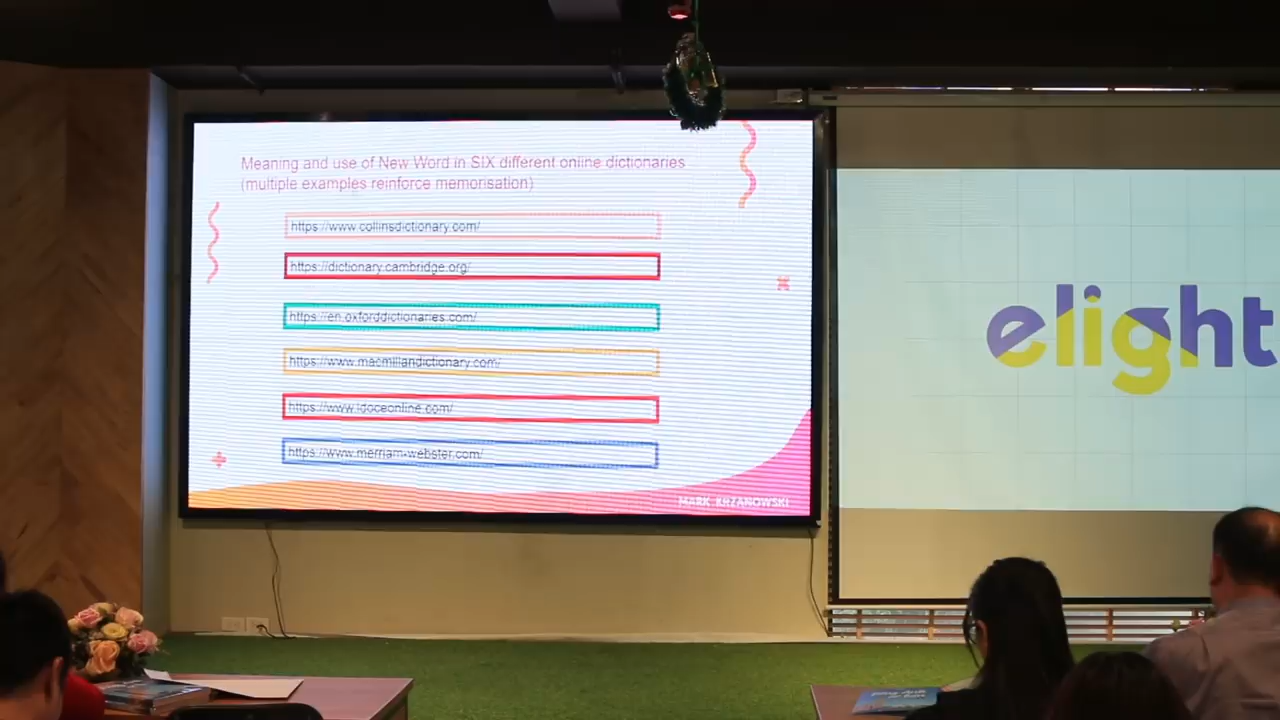 Meaning and use of New Word in SIX different online dictionaries
(multiple examples reinforce memorisation)
https://www.collinsdictionary.com/
https://dictionary.cambridge.org/
https://en.oxforddictionaries.com/
https://www.macmillandictionary.com/
https://www.ldoceonline.com/
https://www.merriam-webster.com/
MARK KRZANOWSKI
elight